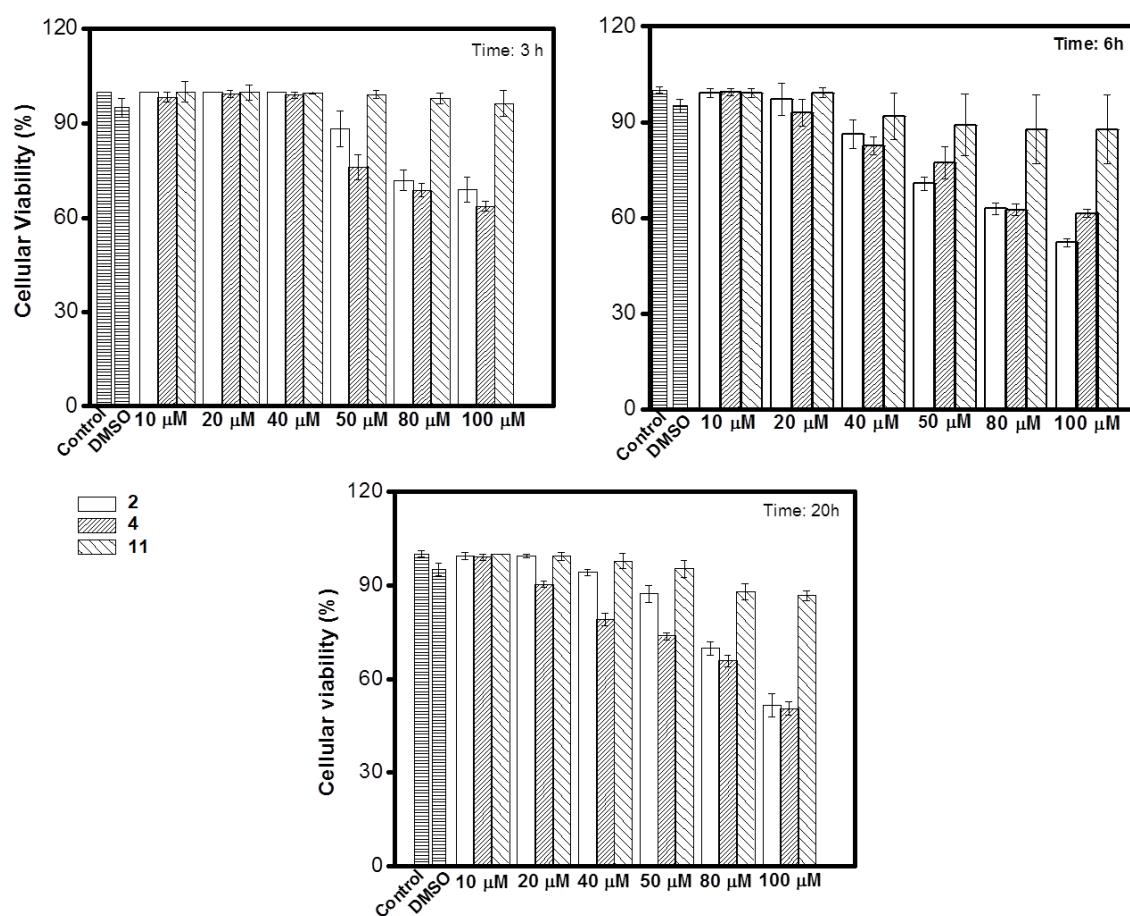 120
90
60
30
0
Cellular Viability (%)
Time: 3 h
Control
DMSO
10 μM
20 μM
40 μM
50 μM
80 μM
100 μM
120
90
60
30
0
Time: 6h
Control
DMSO
10 μM
20 μM
40 μM
50 μM
80 μM
100 μM
2
4
11
120
90
60
30
0
Cellular viability (%)
Time: 20h
Control
DMSO
10 μM
20 μM
40 μM
50 μM
80 μM
100 μM